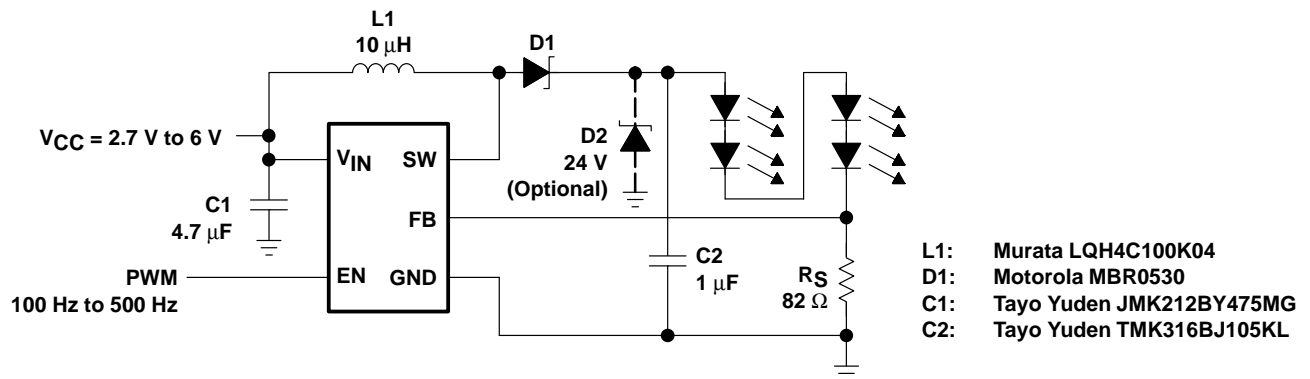 L1
10 μH
D1
VCC = 2.7 V to 6 V
VIN
SW
D2
24 V
(Optional)
C1
4.7 μF
FB
C2
1 μF
RS
82 Ω
PWM
100 Hz to 500 Hz
EN
GND
L1: Murata LQH4C100K04
D1: Motorola MBR0530
C1: Tayo Yuden JMK212BY475MG
C2: Tayo Yuden TMK316BJ105KL